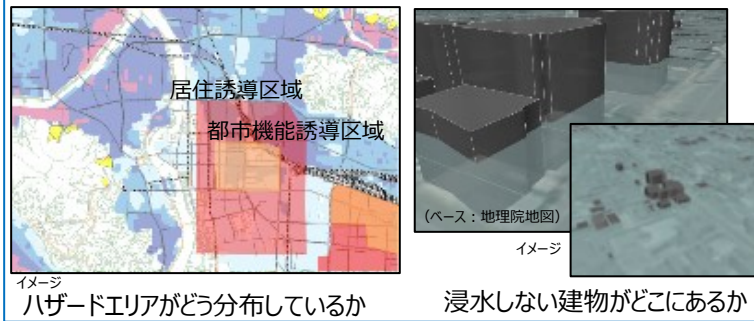 居住誘導区域
都市機能誘導区域
イメージ
ハザードエリアがどう分布しているか
（ベース：地理院地図）
イメージ
浸水しない建物がどこにあるか